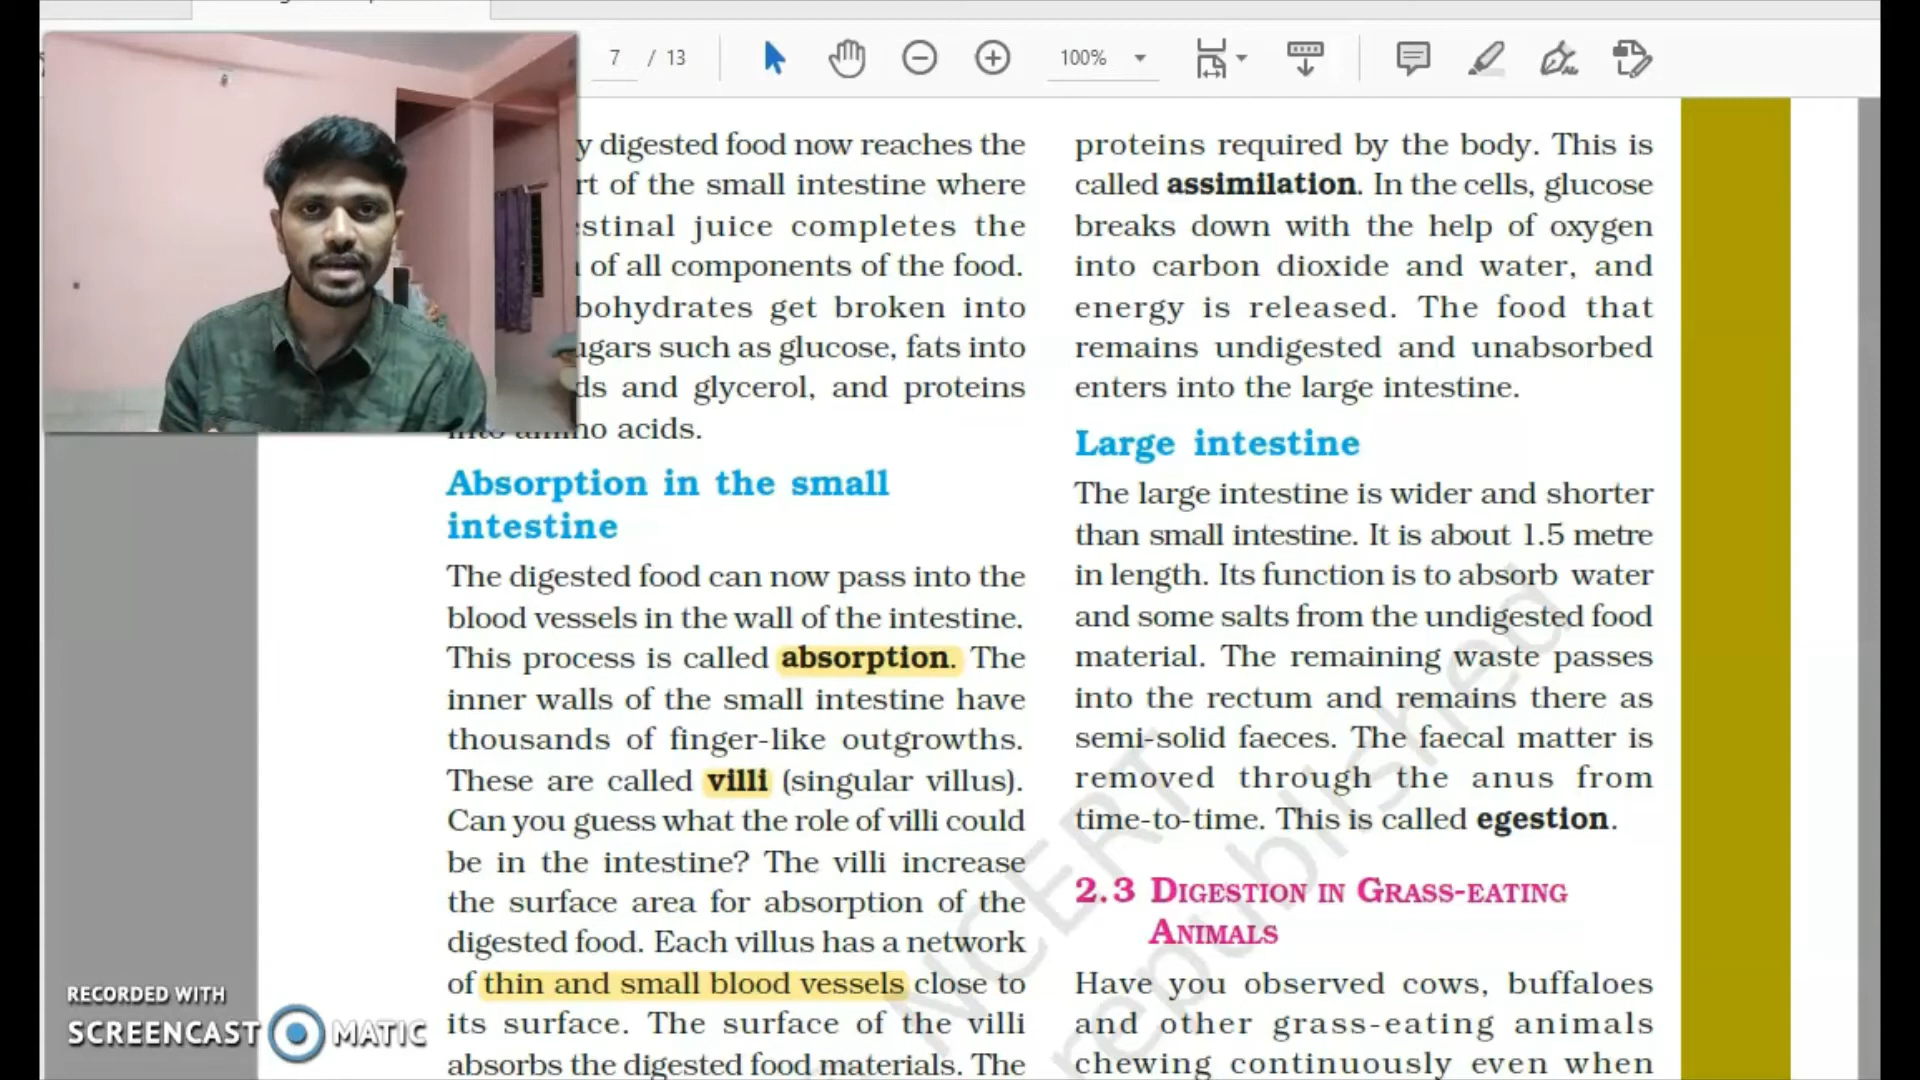 7 / 13
100%
y digested food now reaches the
rt of the small intestine where
estinal juice completes the
of all components of the food.
bohydrates get broken into
ugars such as glucose, fats into
ds and glycerol, and proteins
into amino acids.
Absorption in the small
intestine
The digested food can now pass into the
blood vessels in the wall of the intestine.
This process is called absorption. The
inner walls of the small intestine have
thousands of finger-like outgrowths.
These are called villi (singular villus).
Can you guess what the role of villi could
be in the intestine? The villi increase
the surface area for absorption of the
digested food. Each villus has a network
of thin and small blood vessels close to
its surface. The surface of the villi
absorbs the digested food materials. The
proteins required by the body. This is
called assimilation. In the cells, glucose
breaks down with the help of oxygen
into carbon dioxide and water, and
energy is released. The food that
remains undigested and unabsorbed
enters into the large intestine.
Large intestine
The large intestine is wider and shorter
than small intestine. It is about 1.5 metre
in length. Its function is to absorb water
and some salts from the undigested food
material. The remaining waste passes
into the rectum and remains there as
semi-solid faeces. The faecal matter is
removed through the anus from
time-to-time. This is called egestion.
2.3 DIGESTION IN GRASS-EATING
ANIMALS
Have you observed cows, buffaloes
and other grass-eating animals
chewing continuously even when
NCERT
republished
RECORDED WITH
SCREENCAST MATIC